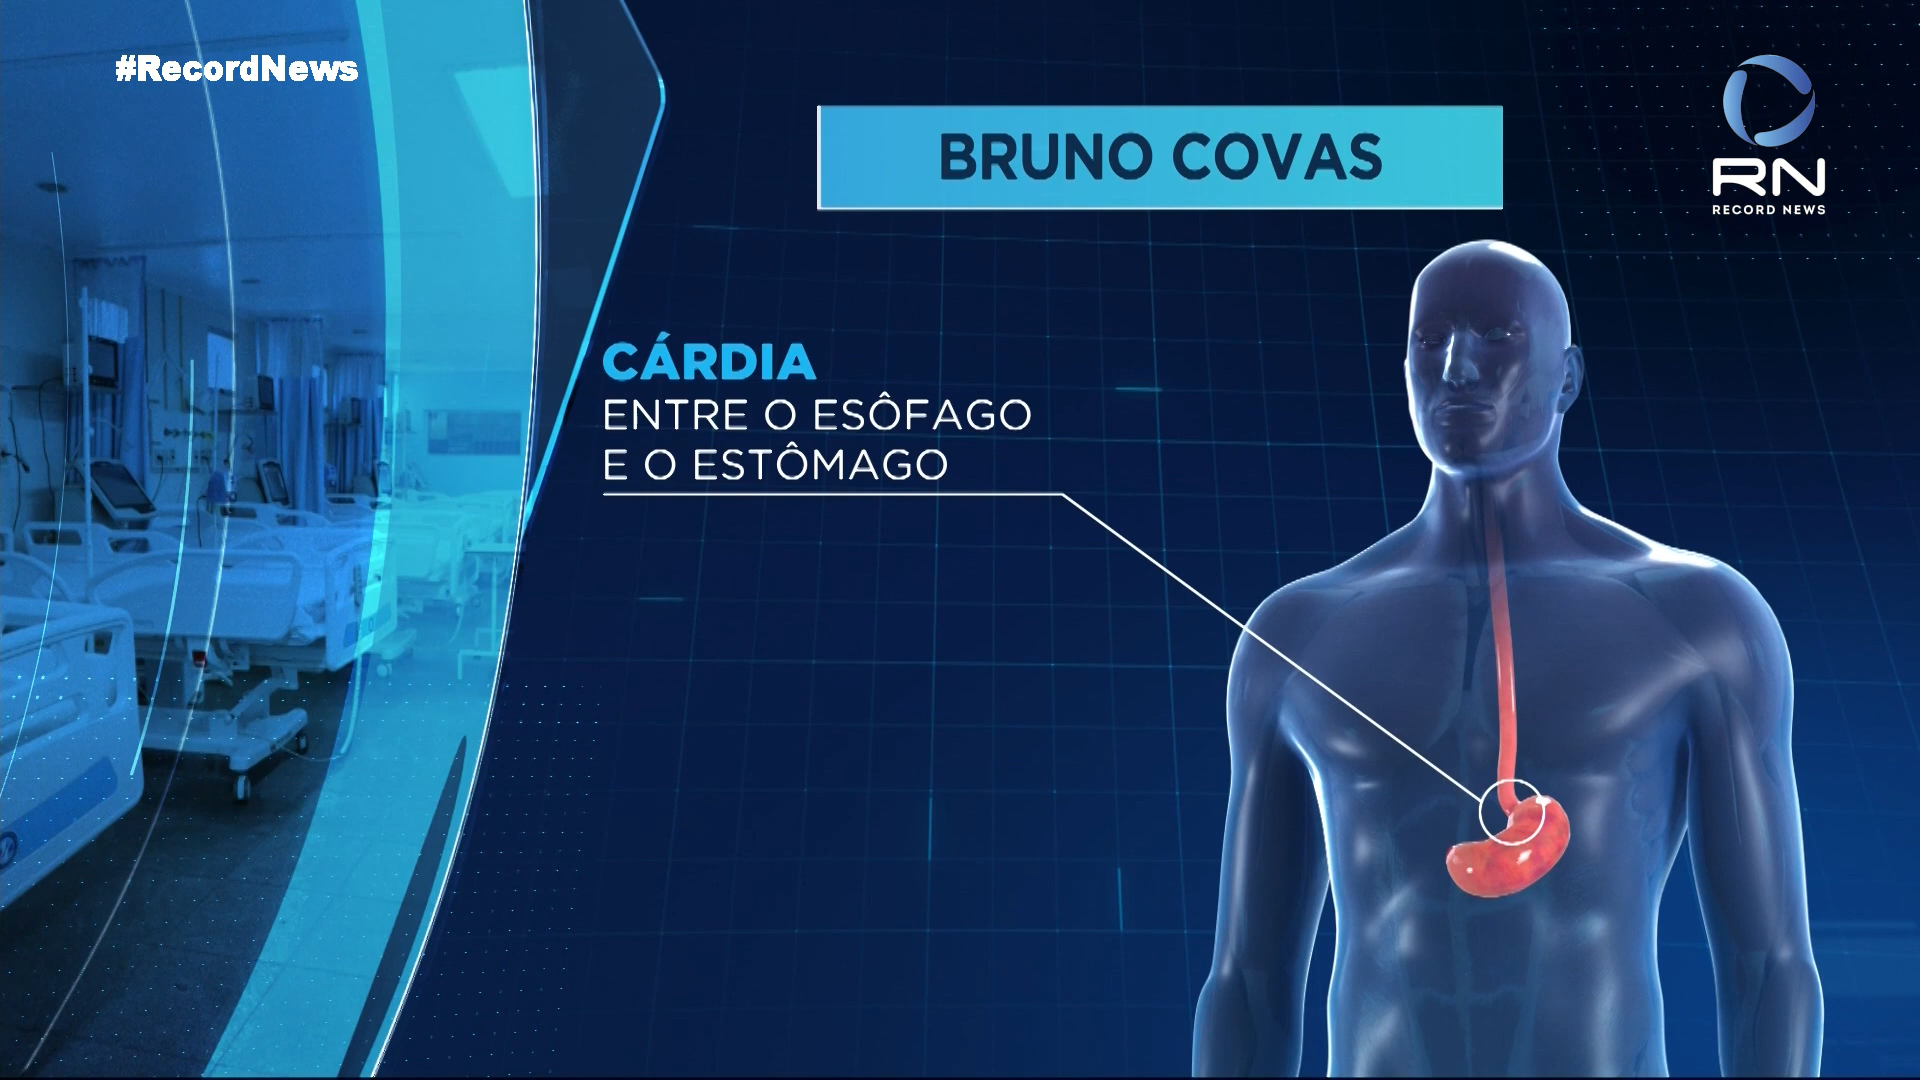 #RecordNews
BRUNO COVAS
RN
RECORD NEWS
CÁRDIA
ENTRE O ESÔFAGO
E O ESTÔMAGO